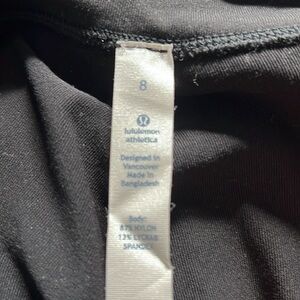 8
lululemon
athletica
Designed in
Vancouver
Made in
Bangladesh
Body:
87% NYLON
13% LYCRA®
SPANDEX